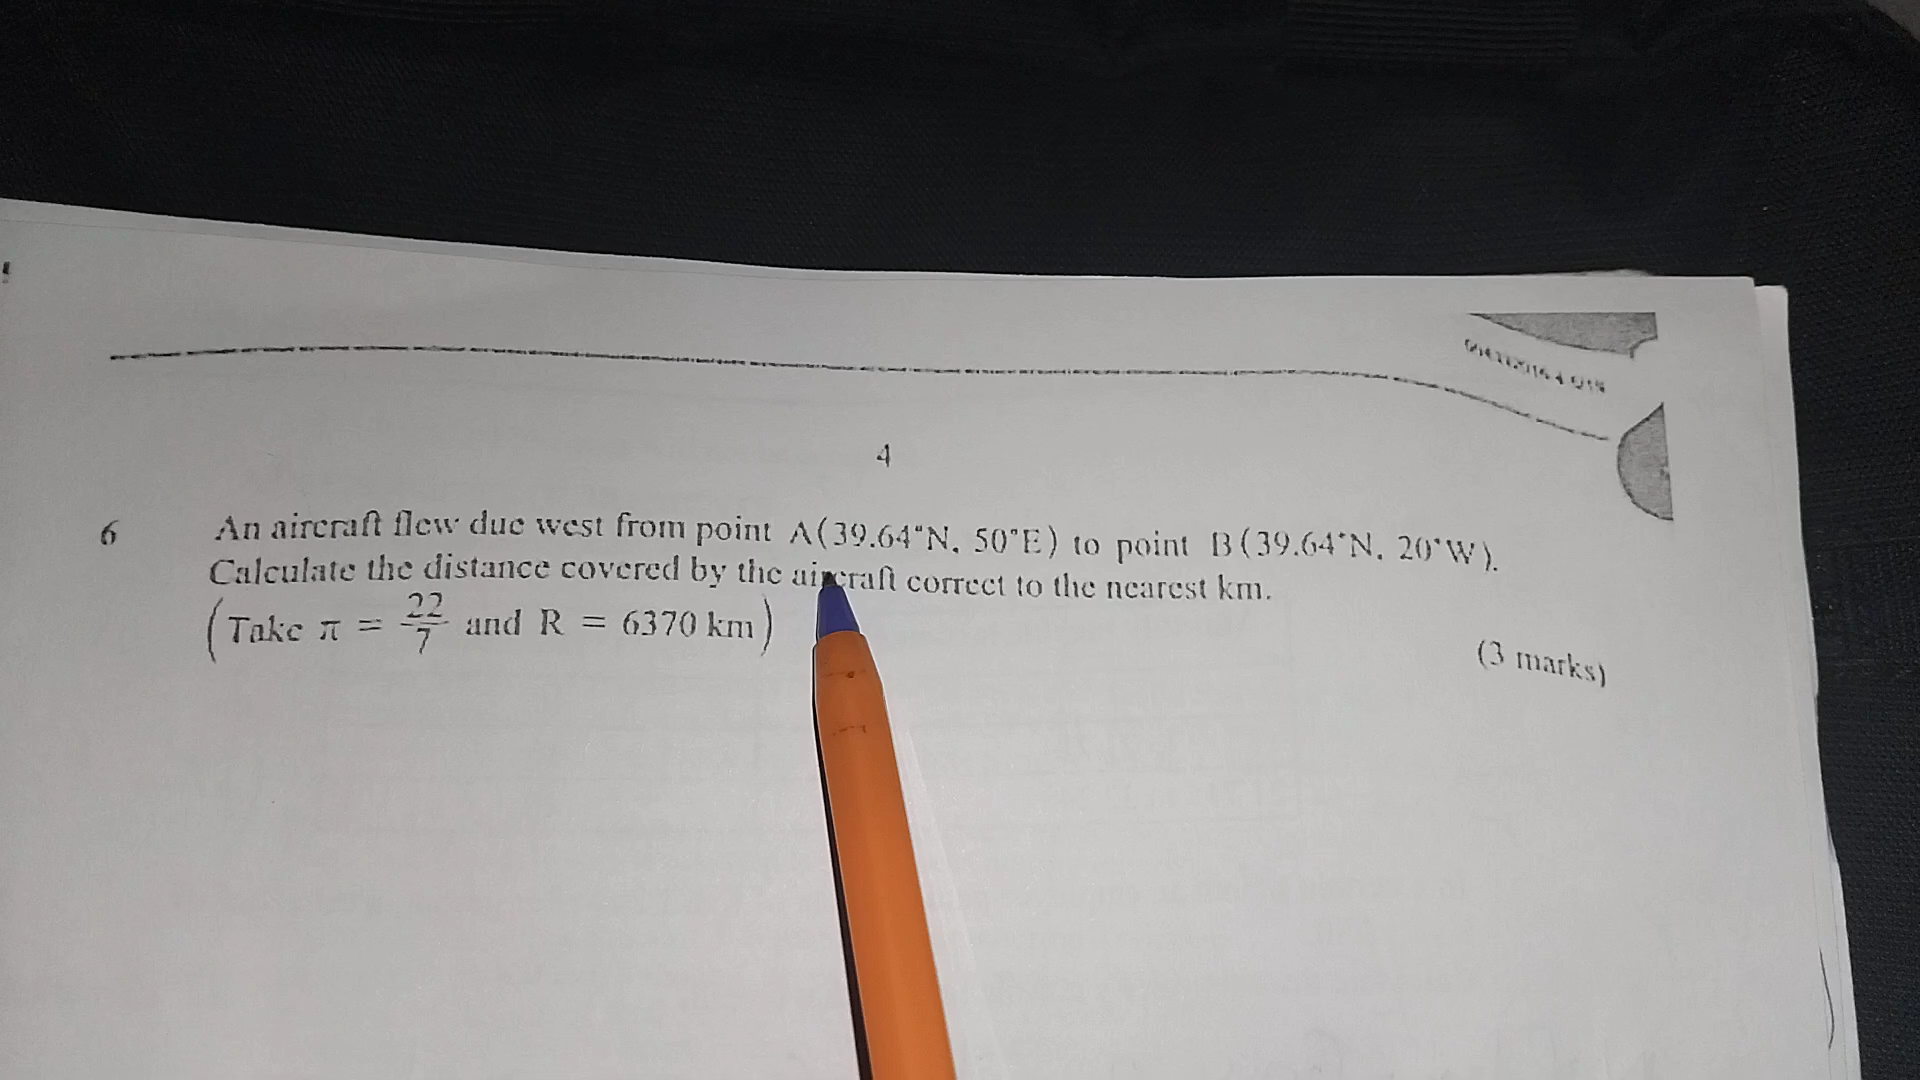 4
6 An aircraft flew due west from point A(39.64°N, 50°E) to point B(39.64°N, 20°W).
Calculate the distance covered by the aircraft correct to the nearest km.
(Take π = 22/7 and R = 6370 km)
(3 marks)